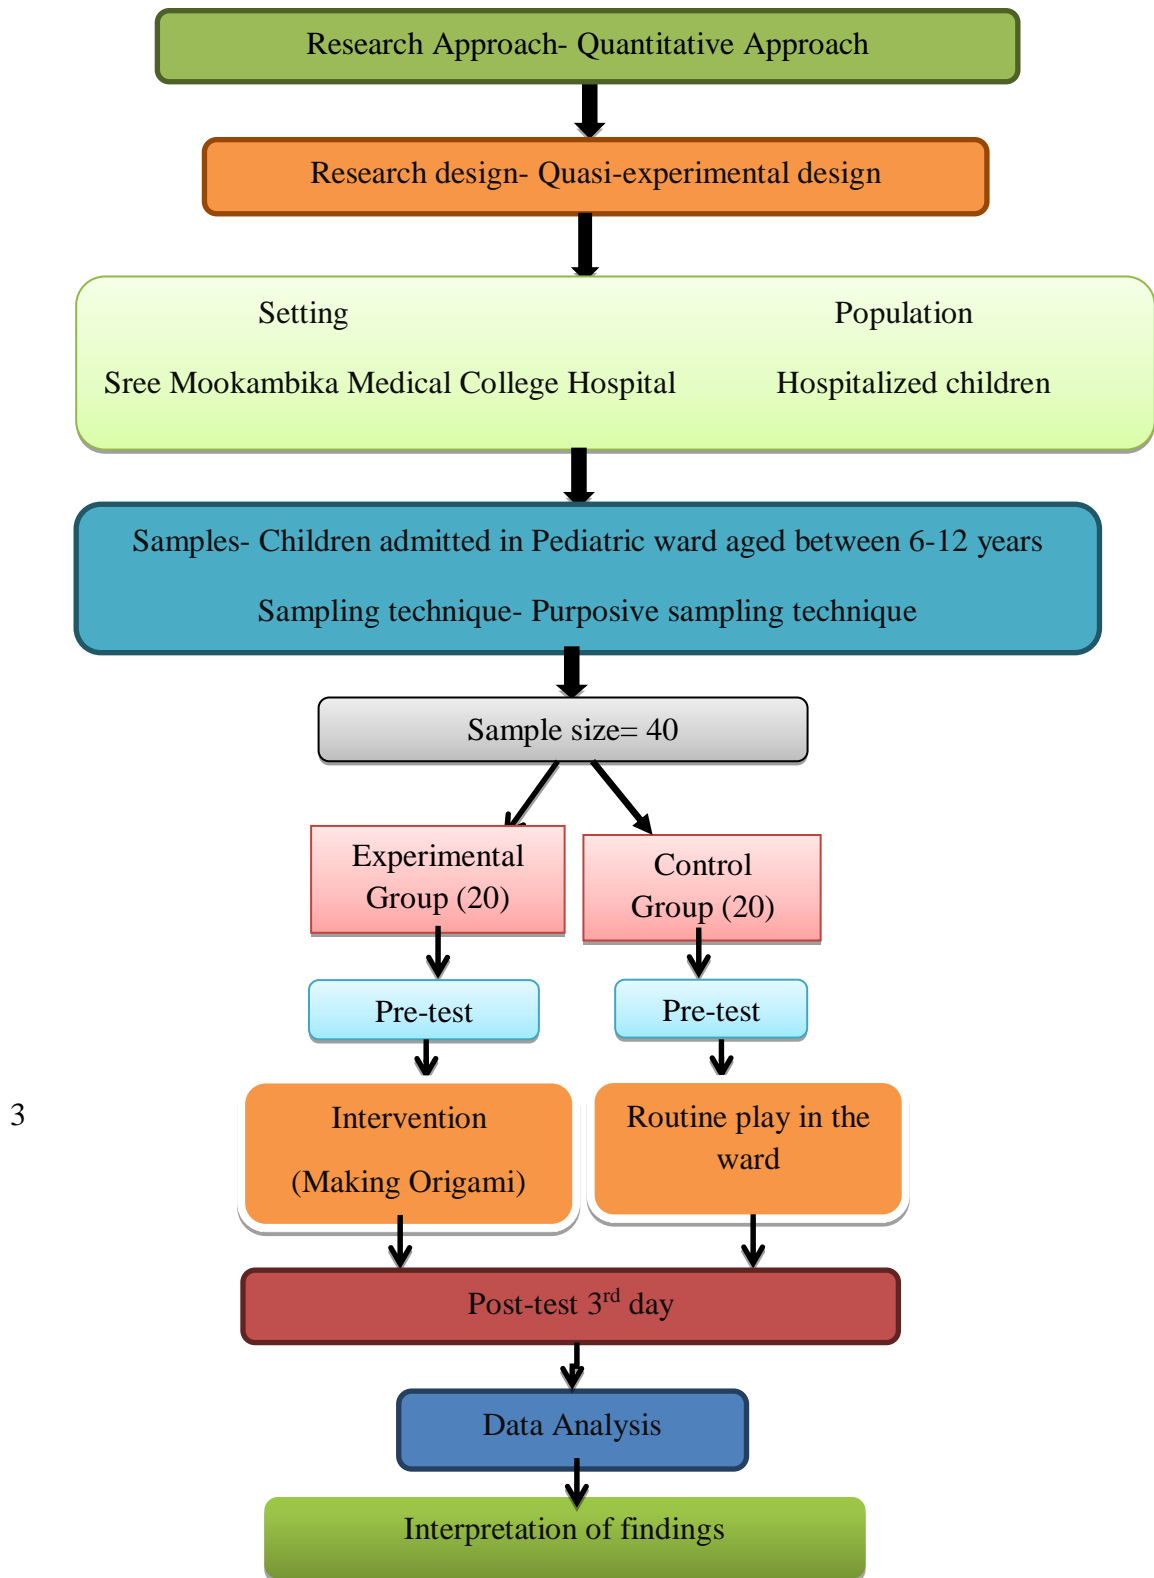 Research Approach- Quantitative Approach
Research design- Quasi-experimental design
Setting
Population
Sree Mookambika Medical College Hospital
Hospitalized children
Samples- Children admitted in Pediatric ward aged between 6-12 years
Sampling technique- Purposive sampling technique
Sample size= 40
Experimental
Group (20)
Control
Group (20)
Pre-test
Pre-test
3
Intervention
(Making Origami)
Routine play in the
ward
Post-test 3rd day
Data Analysis
Interpretation of findings